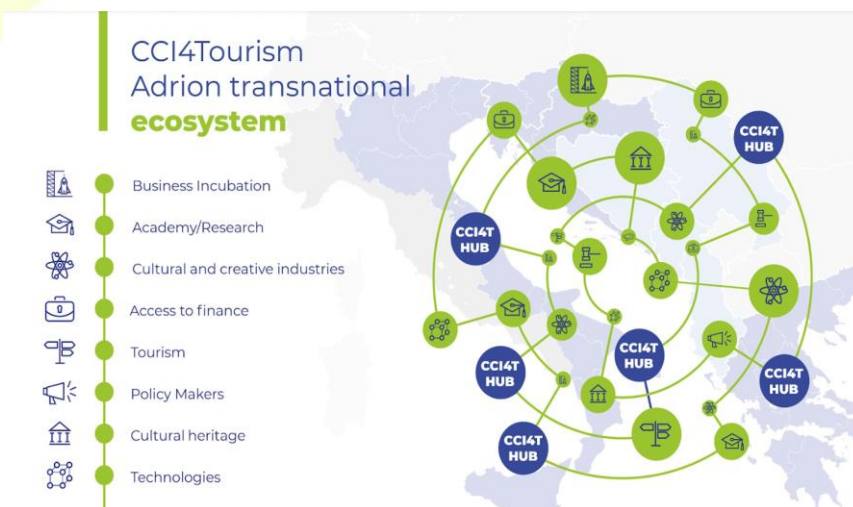 CCI4Tourism
Adrion transnational
ecosystem
Business Incubation
Academy/Research
Cultural and creative industries
Access to finance
Tourism
Policy Makers
Cultural heritage
Technologies
CCI4T
HUB
CCI4T
HUB
CCI4T
HUB
CCI4T
HUB
CCI4T
HUB
CCI4T
HUB